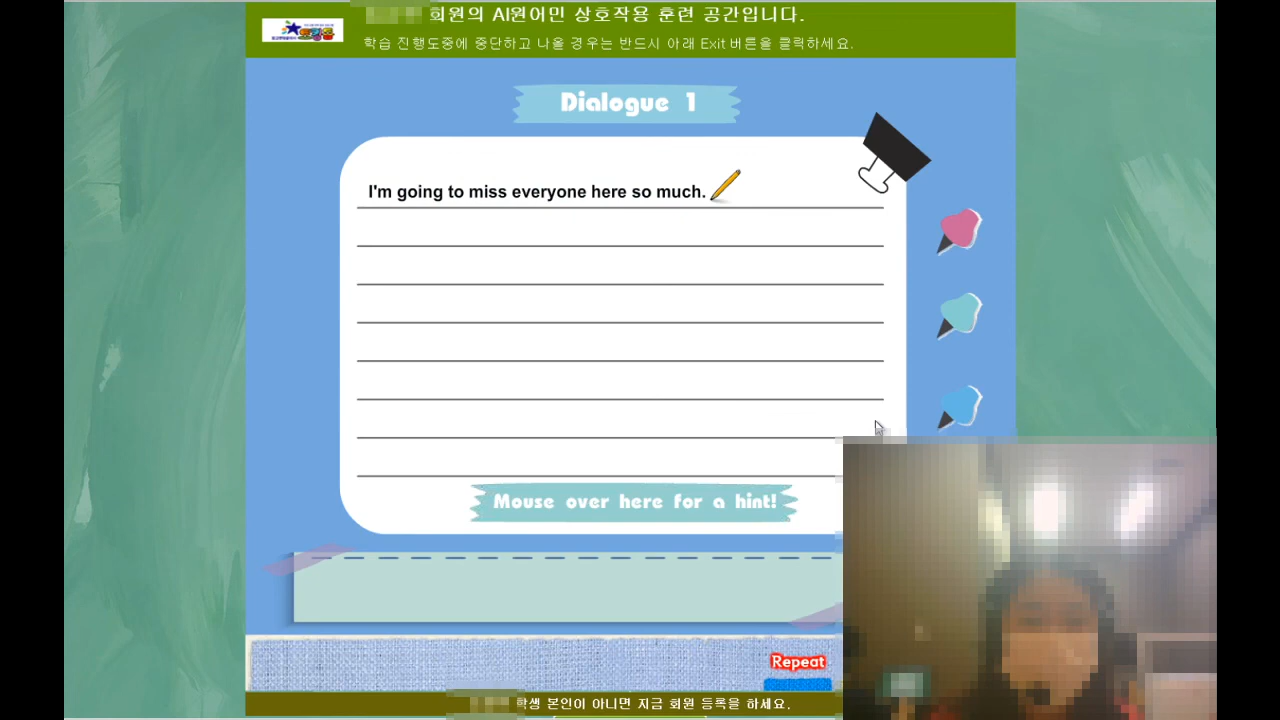 회원의 AI원어민 상호작용 훈련 공간입니다.
학습 진행도중에 중단하고 나올 경우는 반드시 아래 Exit 버튼을 클릭하세요.
Dialogue 1
I'm going to miss everyone here so much.
Mouse over here for a hint!
Repeat
학생 본인이 아니면 지금 회원 등록을 하세요.